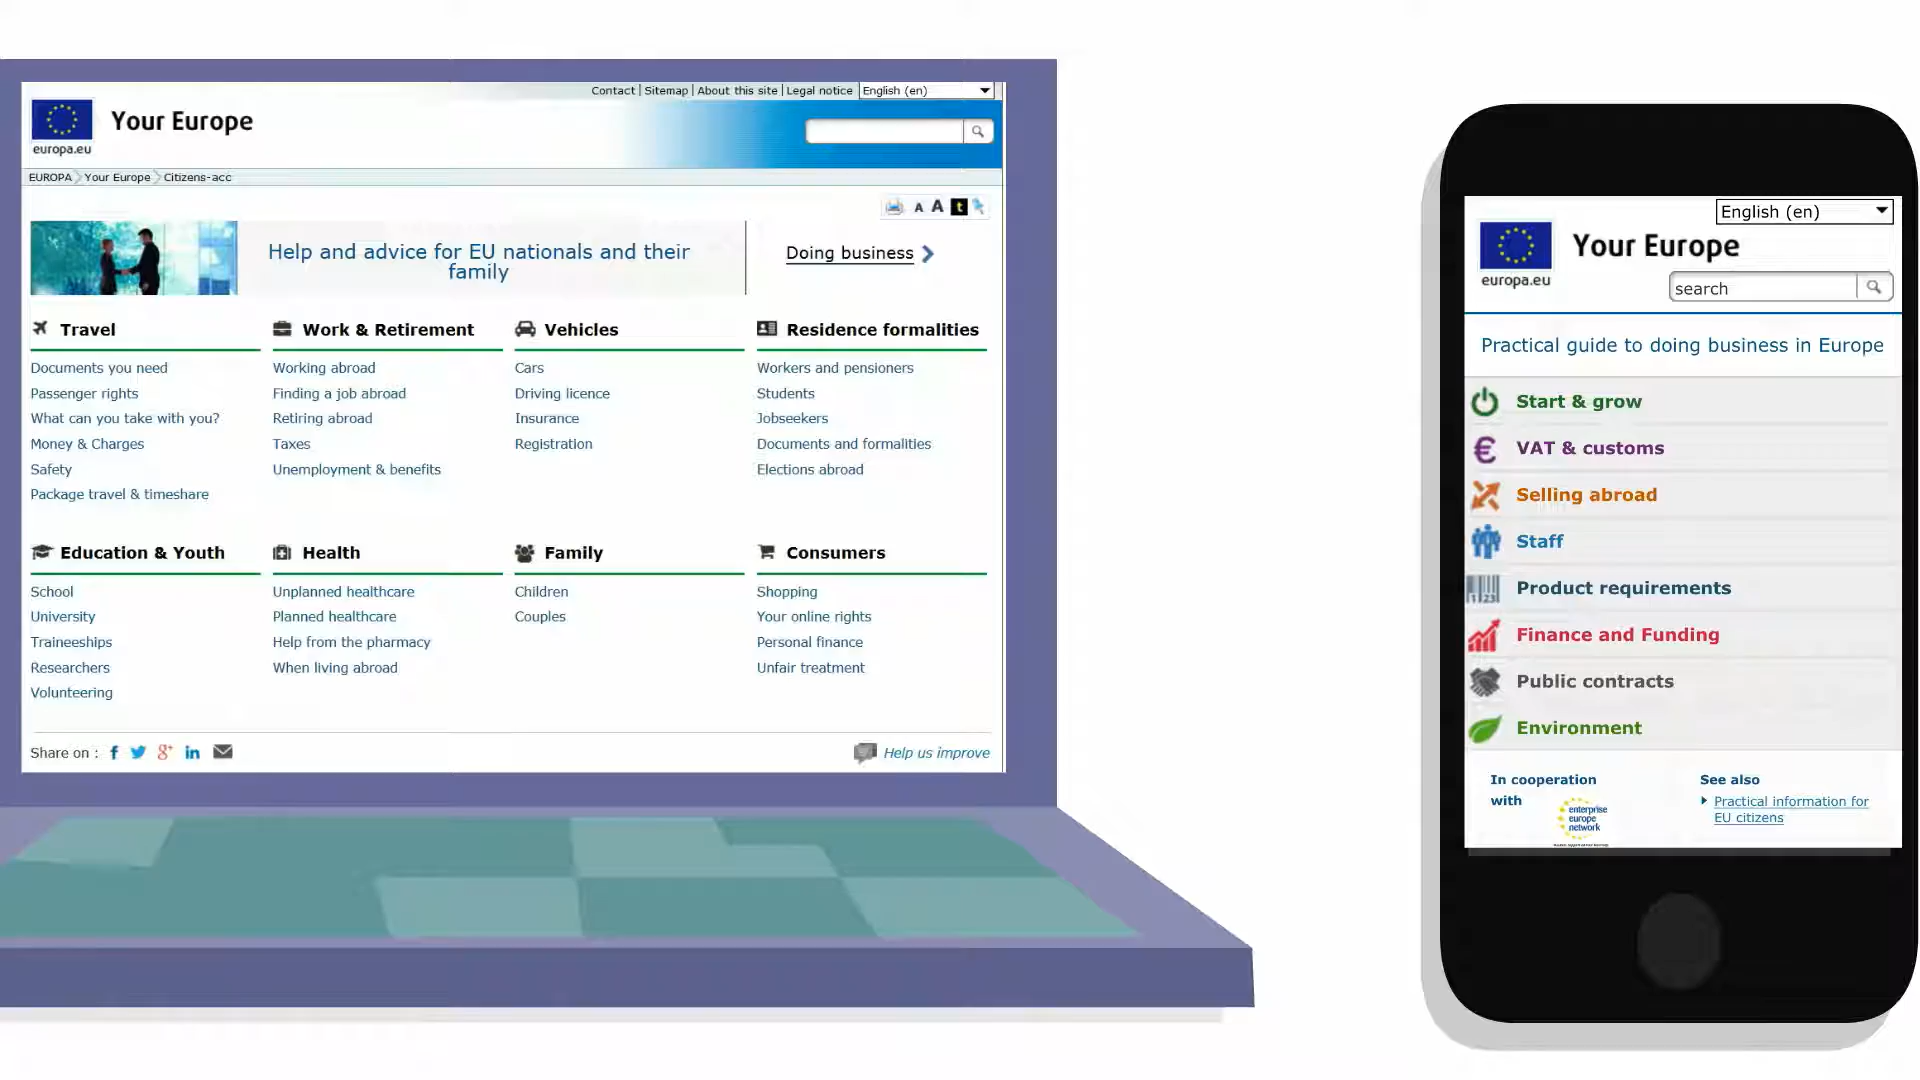 Contact | Sitemap | About this site | Legal notice English (en)
Your Europe
europa.eu
EUROPA Your Europe Citizens-acc
A A t
Help and advice for EU nationals and their
family
Doing business
Travel
Documents you need
Passenger rights
What can you take with you?
Money & Charges
Safety
Package travel & timeshare
Work & Retirement
Working abroad
Finding a job abroad
Retiring abroad
Taxes
Unemployment & benefits
Vehicles
Cars
Driving licence
Insurance
Registration
Residence formalities
Workers and pensioners
Students
Jobseekers
Documents and formalities
Elections abroad
Education & Youth
School
University
Traineeships
Researchers
Volunteering
Health
Unplanned healthcare
Planned healthcare
Help from the pharmacy
When living abroad
Family
Children
Couples
Consumers
Shopping
Your online rights
Personal finance
Unfair treatment
Share on : f g+ in
Help us improve
English (en)
Your Europe
europa.eu
search
Practical guide to doing business in Europe
Start & grow
€ VAT & customs
Selling abroad
Staff
123 Product requirements
Finance and Funding
Public contracts
Environment
In cooperation
with
enterprise
europe
network
See also
Practical information for
EU citizens